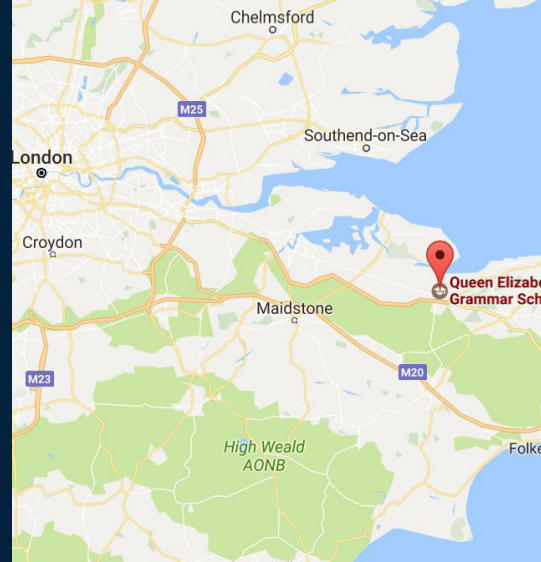 Chelmsford
M25
Southend-on-Sea
London
Croydon
Queen Elizabe
Grammar Sch
Maidstone
M20
M23
High Weald
AONB
Folke